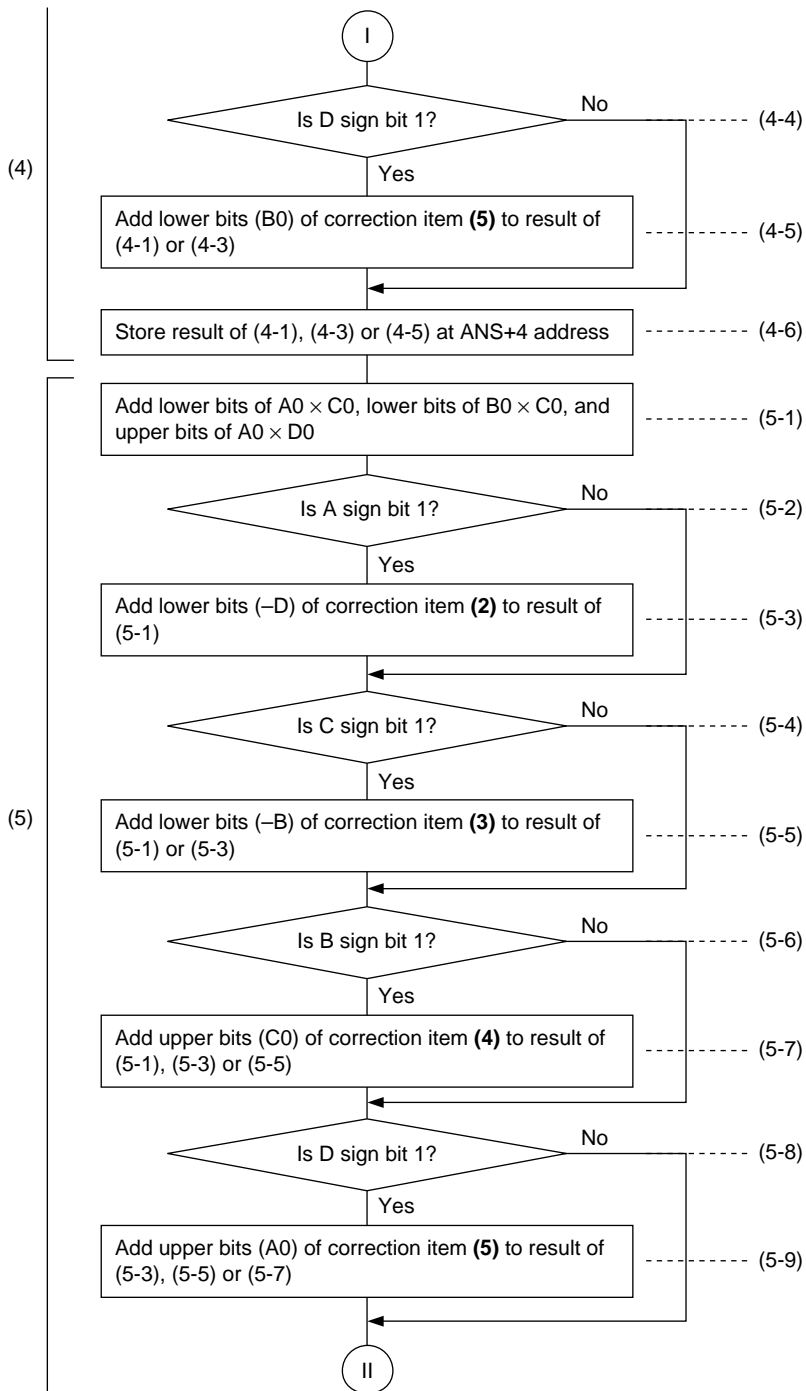 I
Is D sign bit 1?
No
(4-4)
(4)
Yes
Add lower bits (B0) of correction item (5) to result of
(4-1) or (4-3)
(4-5)
Store result of (4-1), (4-3) or (4-5) at ANS+4 address
(4-6)
Add lower bits of A0 × C0, lower bits of B0 × C0, and
upper bits of A0 × D0
(5-1)
Is A sign bit 1?
No
(5-2)
Yes
Add lower bits (–D) of correction item (2) to result of
(5-1)
(5-3)
Is C sign bit 1?
No
(5-4)
(5)
Yes
Add lower bits (–B) of correction item (3) to result of
(5-1) or (5-3)
(5-5)
Is B sign bit 1?
No
(5-6)
Yes
Add upper bits (C0) of correction item (4) to result of
(5-1), (5-3) or (5-5)
(5-7)
Is D sign bit 1?
No
(5-8)
Yes
Add upper bits (A0) of correction item (5) to result of
(5-3), (5-5) or (5-7)
(5-9)
II